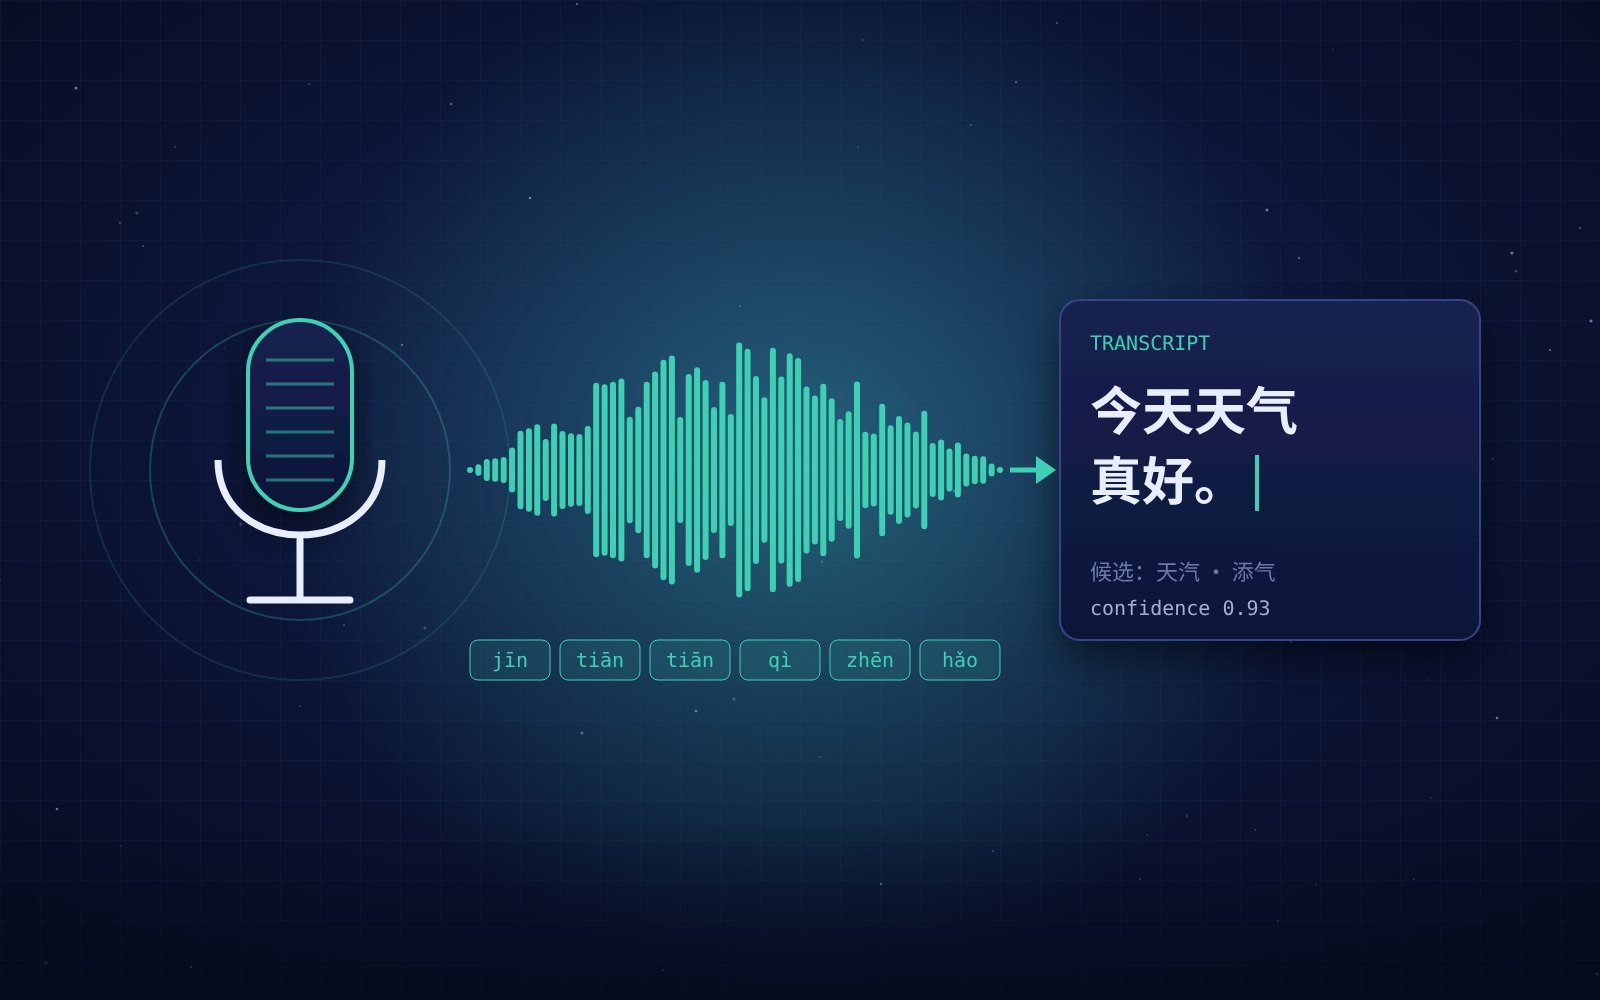 TRANSCRIPT
今天天气
真好。
候选：天汽 • 添气
confidence 0.93
jīn tiān tiān qì zhēn hǎo